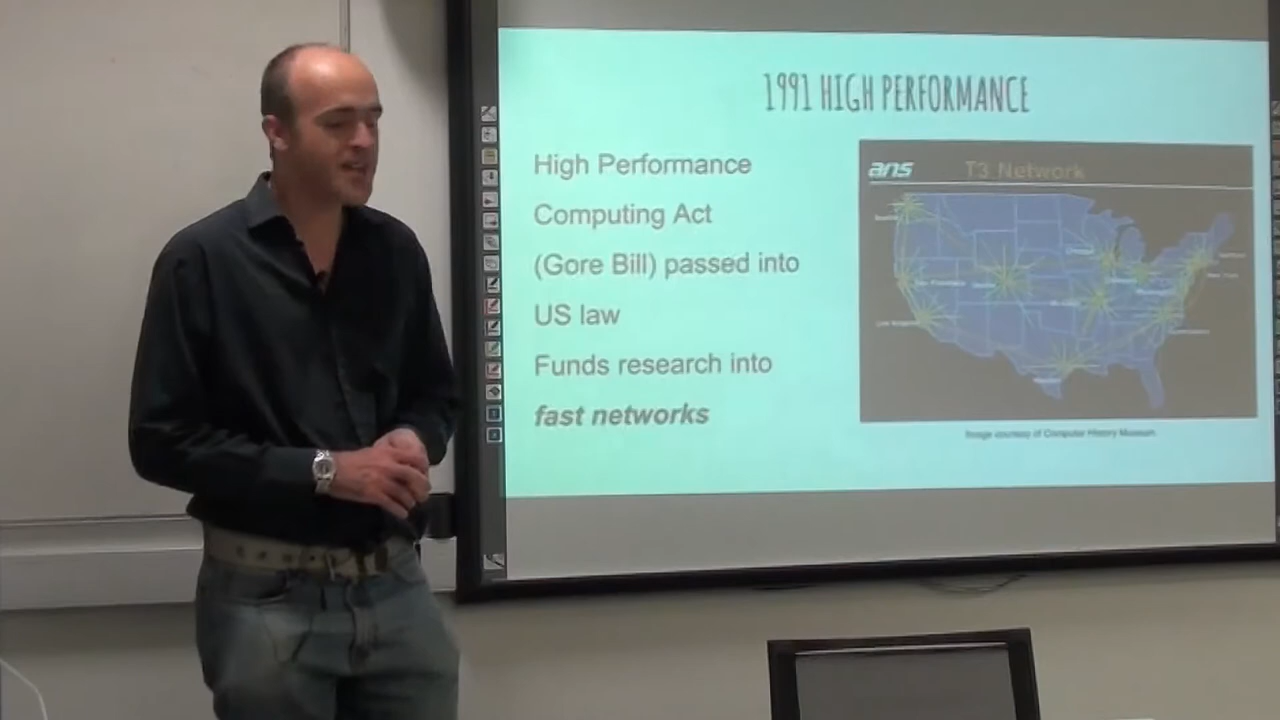 1991 HIGH PERFORMANCE
High Performance
Computing Act
(Gore Bill) passed into
US law
Funds research into
fast networks
ans T3 Network
Image courtesy of Computer History Museum